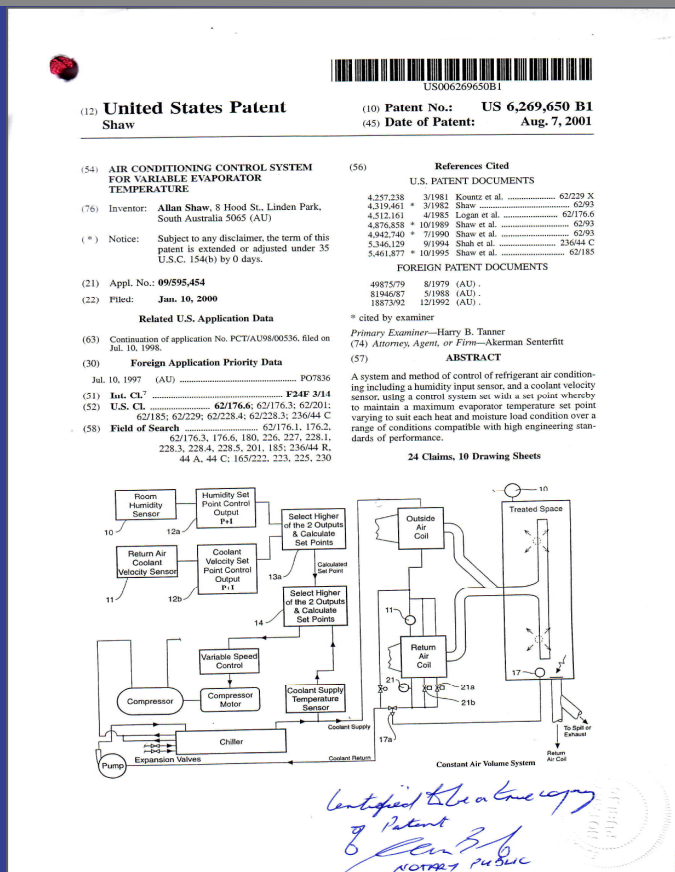 US006269650B1
(12) United States Patent
Shaw
(10) Patent No.: US 6,269,650 B1
(45) Date of Patent: Aug. 7, 2001
(54) AIR CONDITIONING CONTROL SYSTEM
FOR VARIABLE EVAPORATOR
TEMPERATURE
(76) Inventor: Allan Shaw, 8 Hood St., Linden Park,
South Australia 5065 (AU)
( * ) Notice: Subject to any disclaimer, the term of this
patent is extended or adjusted under 35
U.S.C. 154(b) by 0 days.
(21) Appl. No.: 09/595,454
(22) Filed: Jan. 10, 2000
Related U.S. Application Data
(63) Continuation of application No. PCT/AU98/00536, filed on
Jul. 10, 1998.
(30) Foreign Application Priority Data
Jul. 10, 1997 (AU) ........................................ PO7836
(51) Int. Cl.7 ........................................ F24F 3/14
(52) U.S. Cl. .................. 62/176.6; 62/176.3; 62/201;
62/185; 62/229; 62/228.4; 62/228.3; 236/44 C
(58) Field of Search ........................ 62/176.1, 176.2,
62/176.3, 176.6, 180, 226, 227, 228.1,
228.3, 228.4, 228.5, 201, 185; 236/44 R,
44 A, 44 C; 165/222, 223, 225, 230
(56) References Cited
U.S. PATENT DOCUMENTS
4,257,238 3/1981 Kountz et al. .................. 62/229 X
4,319,461 * 3/1982 Shaw .................. 62/93
4,512,161 4/1985 Logan et al. .................. 62/176.6
4,876,858 * 10/1989 Shaw et al. .................. 62/93
4,942,740 * 7/1990 Shaw et al. .................. 62/93
5,346,129 9/1994 Shah et al. .................. 236/44 C
5,461,877 * 10/1995 Shaw et al. .................. 62/185
FOREIGN PATENT DOCUMENTS
49875/79 8/1979 (AU) .
81946/87 5/1988 (AU) .
18873/92 12/1992 (AU) .
* cited by examiner
Primary Examiner—Harry B. Tanner
(74) Attorney, Agent, or Firm—Akerman Senterfitt
(57) ABSTRACT
A system and method of control of refrigerant air condition-
ing including a humidity input sensor, and a coolant velocity
sensor, using a control system set with a set point whereby
to maintain a maximum evaporator temperature set point
varying to suit each heat and moisture load condition over a
range of conditions compatible with high engineering stan-
dards of performance.
24 Claims, 10 Drawing Sheets
Room
Humidity
Sensor
10
Humidity Set
Point Control
Output
P+I
12a
Select Higher
of the 2 Outputs
& Calculate
Set Points
13a
Return Air
Coolant
Velocity Sensor
11
Coolant
Velocity Set
Point Control
Output
P+I
12b
Calculated
Set Point
Select Higher
of the 2 Outputs
& Calculate
Set Points
14
Variable Speed
Control
Compressor
Compressor
Motor
Coolant Supply
Temperature
Sensor
Chiller
Coolant Supply
Pump
Expansion Valves
Coolant Return
Outside
Air
Coil
11
Return
Air
Coil
21
21a
21b
17a
10
Treated Space
17
To Spill or
Exhaust
Return
Air Coil
Constant Air Volume System
Certified to be a true copy
of Patent
NOTARY PUBLIC